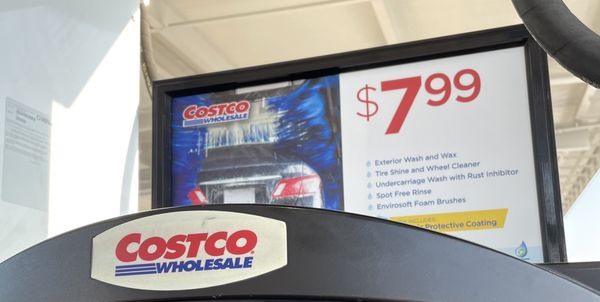 COSTCO
WHOLESALE
$7.99
Exterior Wash and Wax
Tire Shine and Wheel Cleaner
Undercarriage Wash with Rust Inhibitor
Spot Free Rinse
Envirosoft Foam Brushes
INCLUDES
Protective Coating
COSTCO
WHOLESALE